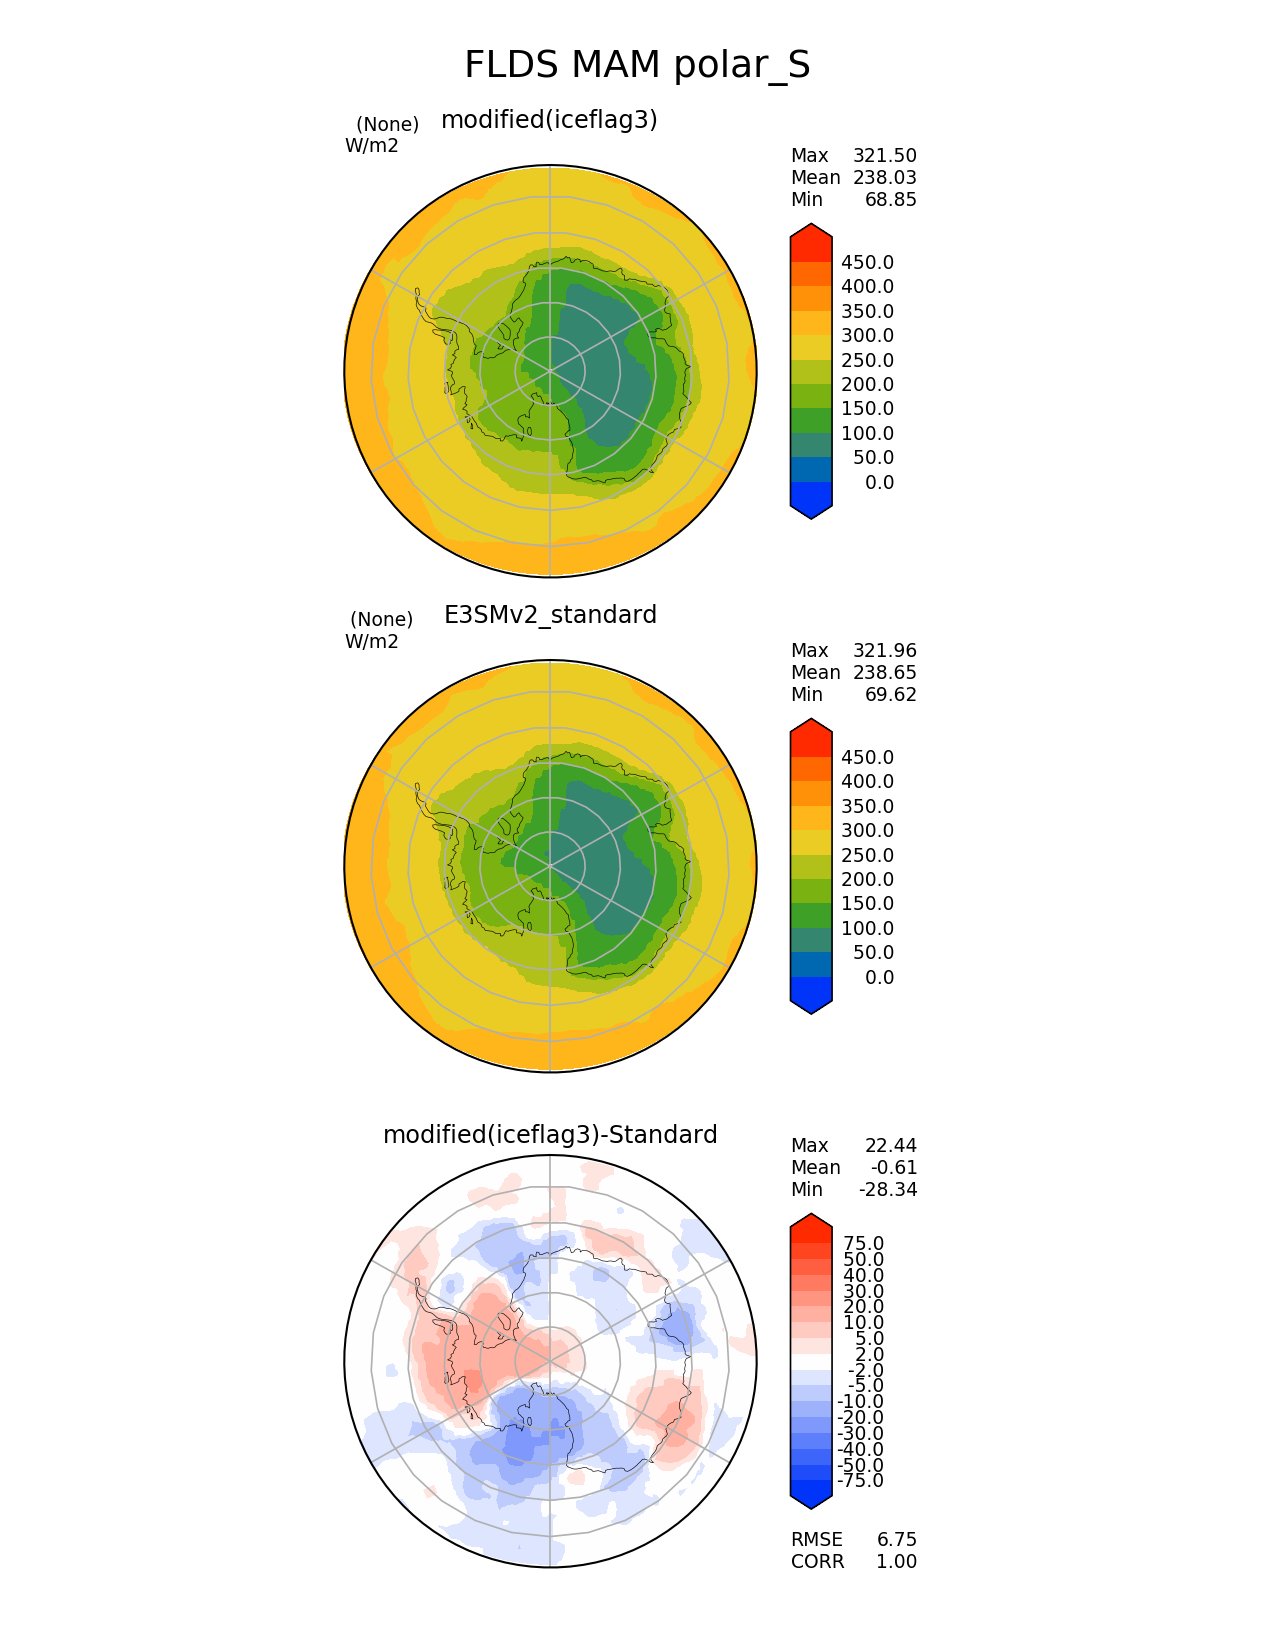 FLDS MAM polar_S
(None) modified(iceflag3)
W/m2
Max 321.50
Mean 238.03
Min 68.85
450.0
400.0
350.0
300.0
250.0
200.0
150.0
100.0
50.0
0.0
(None) E3SMv2_standard
W/m2
Max 321.96
Mean 238.65
Min 69.62
450.0
400.0
350.0
300.0
250.0
200.0
150.0
100.0
50.0
0.0
modified(iceflag3)-Standard
Max 22.44
Mean -0.61
Min -28.34
75.0
50.0
40.0
30.0
20.0
10.0
5.0
2.0
-2.0
-5.0
-10.0
-20.0
-30.0
-40.0
-50.0
-75.0
RMSE 6.75
CORR 1.00